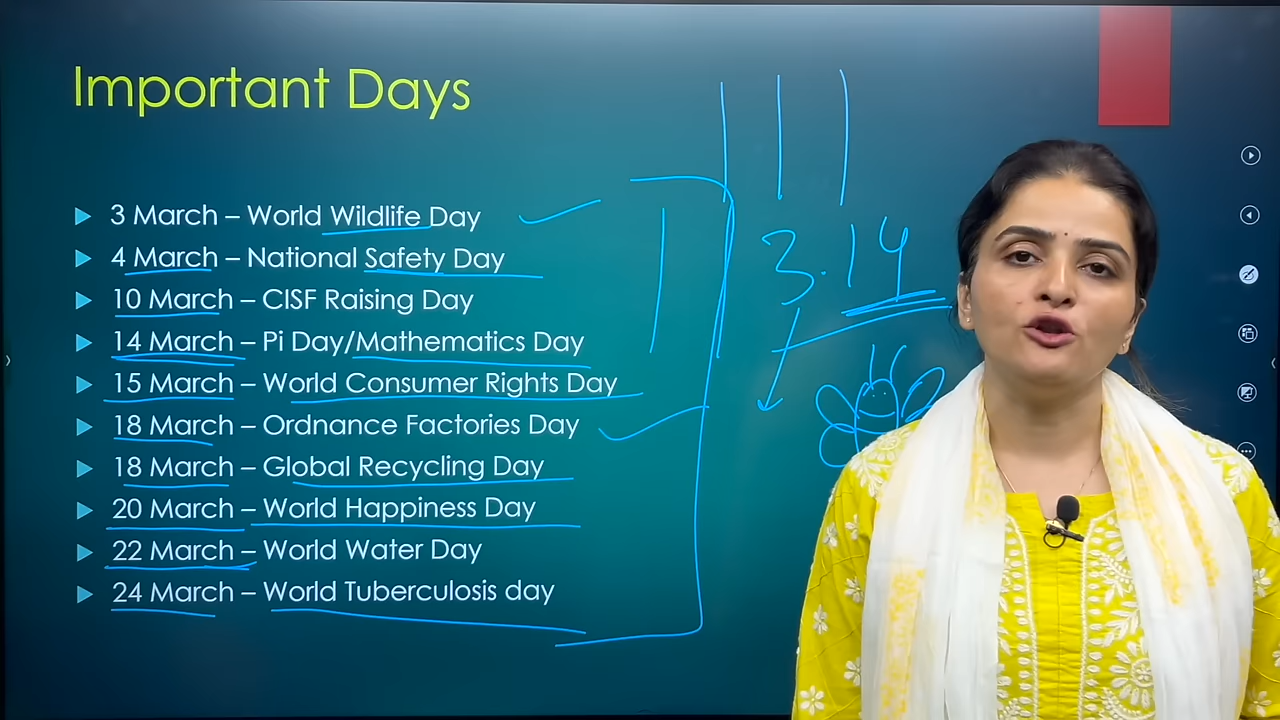 Important Days
3 March – World Wildlife Day
4 March – National Safety Day
10 March – CISF Raising Day
14 March – Pi Day/Mathematics Day
15 March – World Consumer Rights Day
18 March – Ordnance Factories Day
18 March – Global Recycling Day
20 March – World Happiness Day
22 March – World Water Day
24 March – World Tuberculosis day
3.14